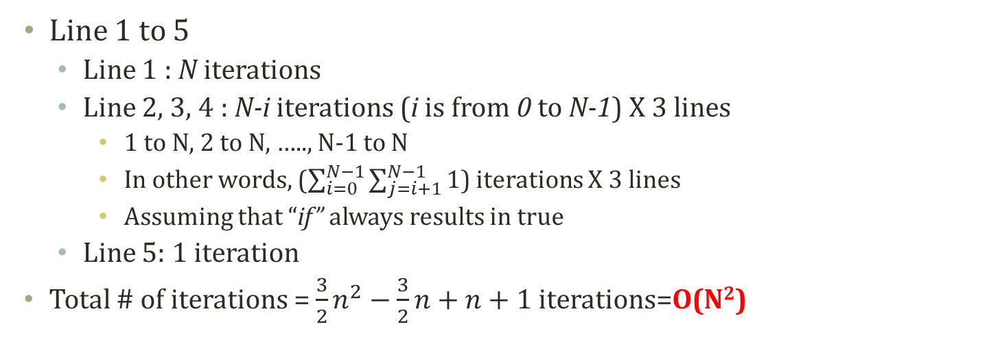 • Line 1 to 5
• Line 1 : N iterations
• Line 2, 3, 4 : N-i iterations (i is from 0 to N-1) X 3 lines
• 1 to N, 2 to N, ....., N-1 to N
• In other words, (∑_{i=0}^{N−1} ∑_{j=i+1}^{N−1} 1) iterations X 3 lines
• Assuming that “if” always results in true
• Line 5: 1 iteration
• Total # of iterations = \frac{3}{2}n² − \frac{3}{2}n + n + 1 iterations=O(N²)